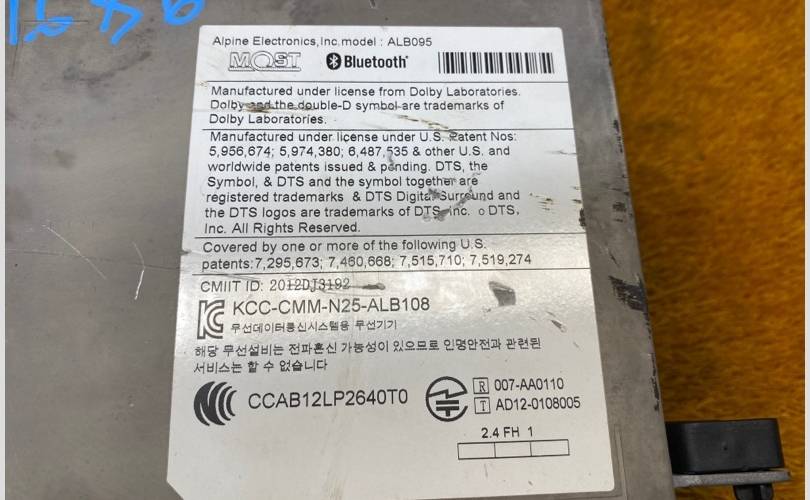 Alpine Electronics,Inc.model : ALB095
MOST Bluetooth®
Manufactured under license from Dolby Laboratories.
Dolby and the double-D symbol are trademarks of
Dolby Laboratories.
Manufactured under license under U.S. Patent Nos:
5,956,674; 5,974,380; 6,487,535 & other U.S. and
worldwide patents issued & pending. DTS, the
Symbol, & DTS and the symbol together are
registered trademarks & DTS Digital Surround and
the DTS logos are trademarks of DTS, Inc. © DTS,
Inc. All Rights Reserved.
Covered by one or more of the following U.S.
patents:7,295,673; 7,460,668; 7,515,710; 7,519,274
CMIIT ID: 2012DJ3192
KCC-CMM-N25-ALB108
무선데이터통신시스템용 무선기기
해당 무선설비는 전파혼신 가능성이 있으므로 인명안전과 관련된
서비스는 할 수 없습니다
CCAB12LP2640T0
R 007-AA0110
T AD12-0108005
2.4 FH 1